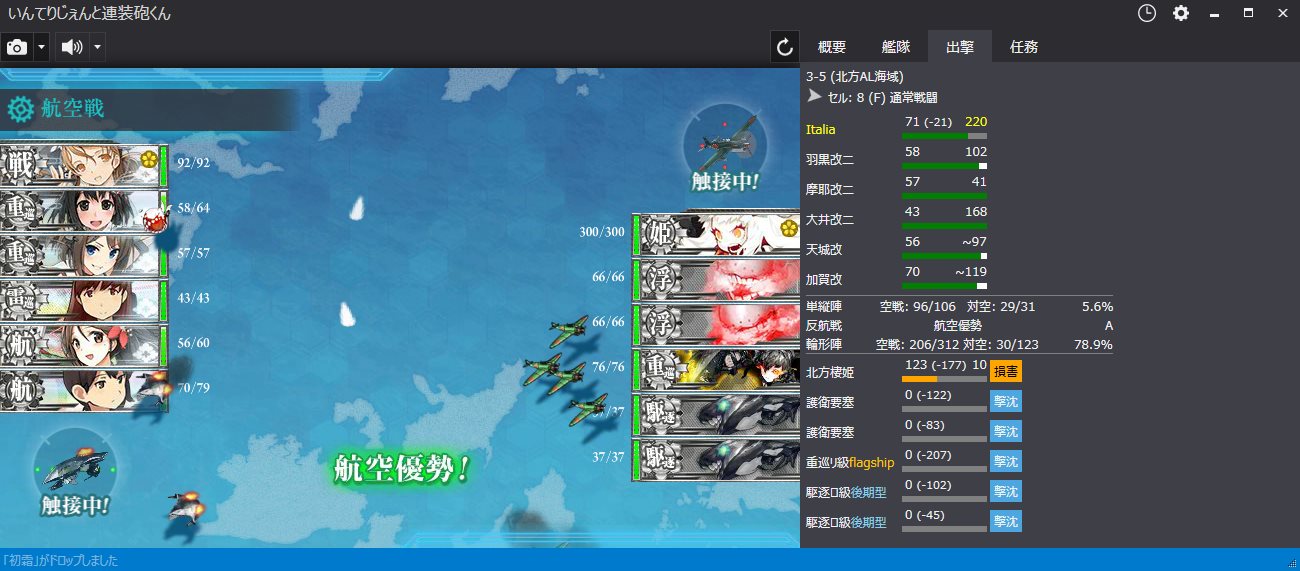 いんてりじぇんと連装砲くん
概要 艦隊 出撃 任務
航空戦
戦 92/92
重巡 58/64
重巡 57/57
雷巡 43/43
航 56/60
航 70/79
触接中!
触接中!
300/300 姫
66/66 浮
66/66 浮
76/76 重巡
37/37 駆逐
37/37 駆逐
航空優勢!
3-5 (北方AL海域)
セル: 8 (F) 通常戦闘
Italia 71 (-21) 220
羽黒改二 58 102
摩耶改二 57 41
大井改二 43 168
天城改 56 ~97
加賀改 70 ~119
単縦陣 空戦: 96/106 対空: 29/31 5.6%
反航戦 航空優勢 A
輪形陣 空戦: 206/312 対空: 30/123 78.9%
北方棲姫 123 (-177) 10 損害
護衛要塞 0 (-122) 撃沈
護衛要塞 0 (-83) 撃沈
重巡リ級flagship 0 (-207) 撃沈
駆逐ロ級後期型 0 (-102) 撃沈
駆逐ロ級後期型 0 (-45) 撃沈
「初霜」がドロップしました